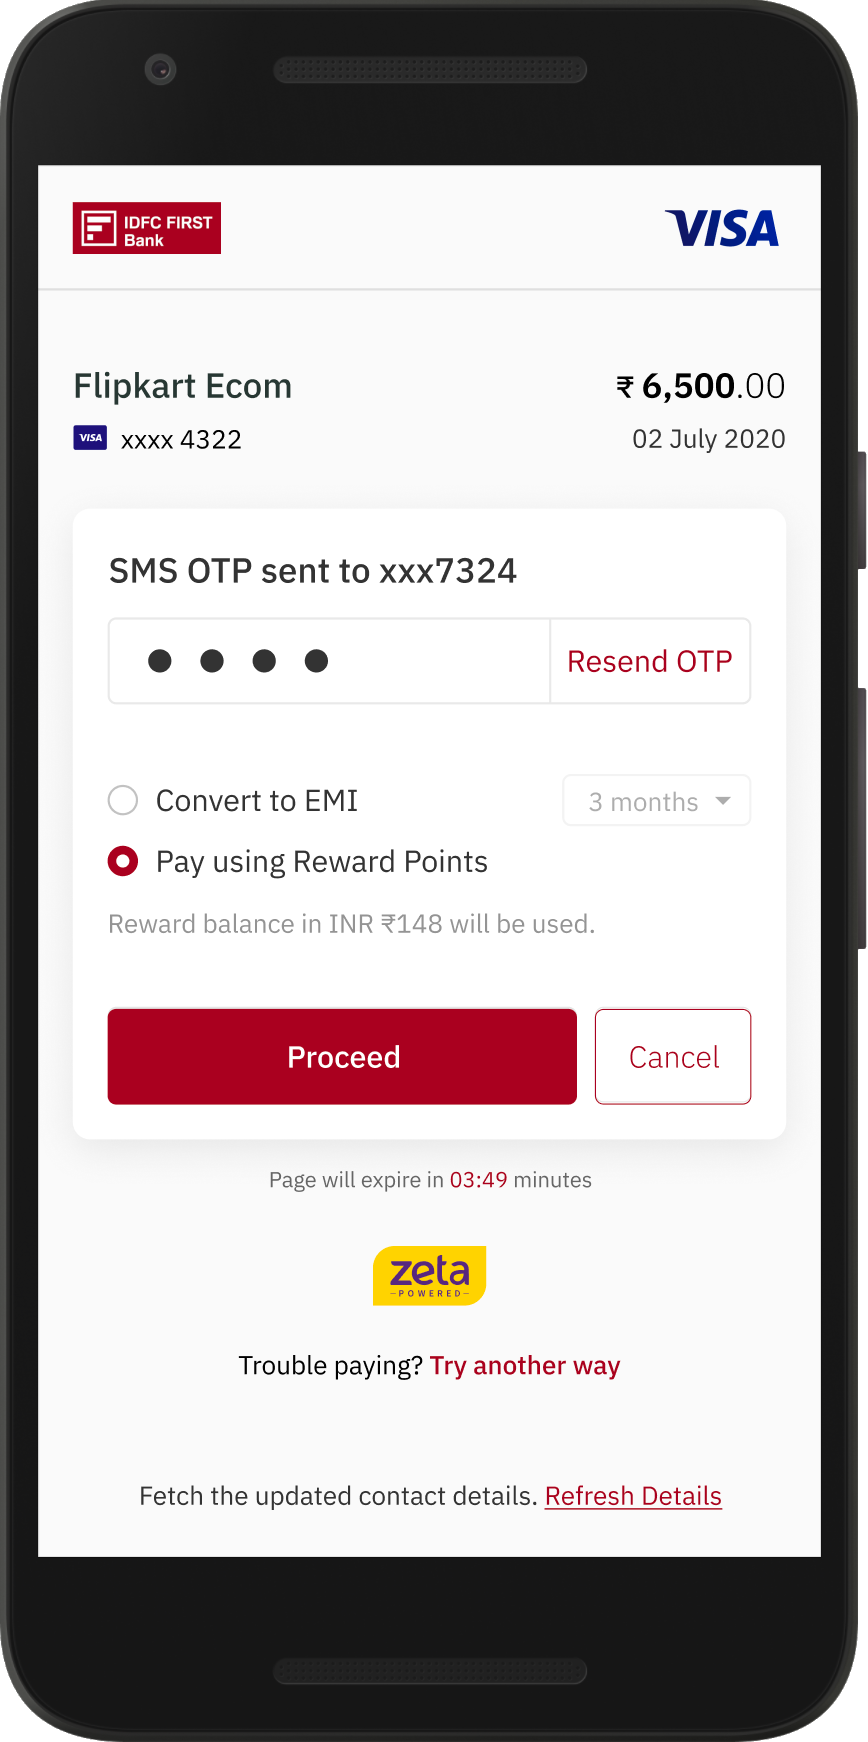 IDFC FIRST
Bank
VISA
Flipkart Ecom
₹ 6,500.00
VISA xxxx 4322
02 July 2020
SMS OTP sent to xxx7324
Resend OTP
Convert to EMI
3 months
Pay using Reward Points
Reward balance in INR ₹148 will be used.
Proceed
Cancel
Page will expire in 03:49 minutes
zeta
POWERED
Trouble paying? Try another way
Fetch the updated contact details. Refresh Details